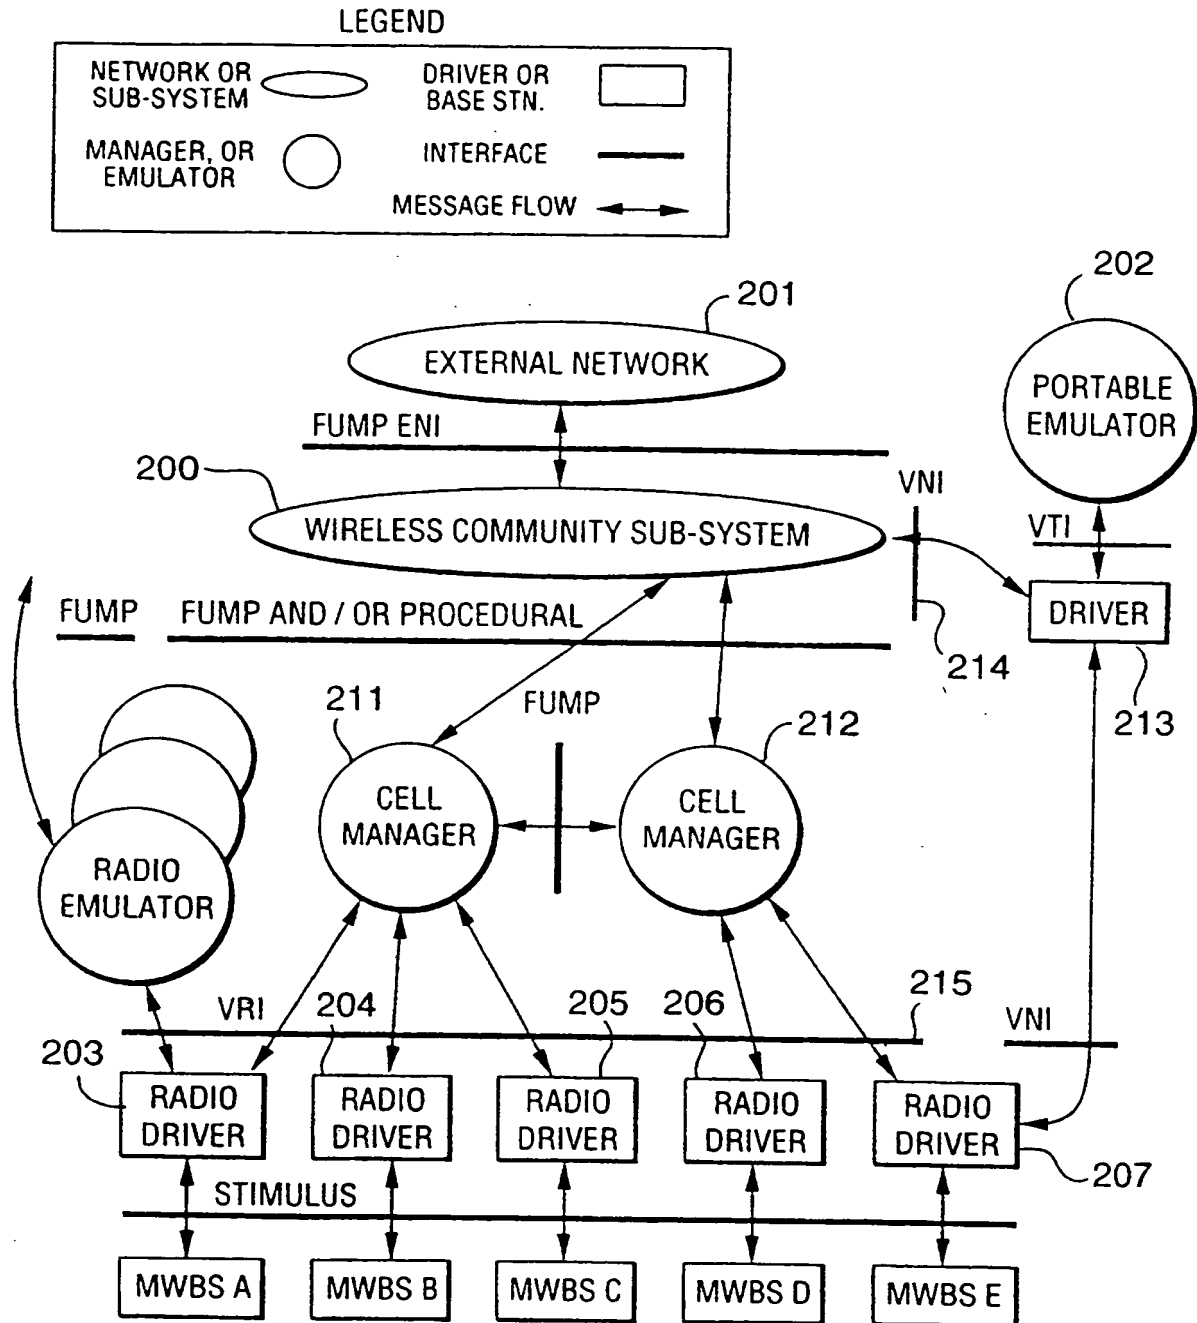 LEGEND
NETWORK OR
SUB-SYSTEM
DRIVER OR
BASE STN.
MANAGER, OR
EMULATOR
INTERFACE
MESSAGE FLOW
202
201
EXTERNAL NETWORK
PORTABLE
EMULATOR
FUMP ENI
200
VNI
WIRELESS COMMUNITY SUB-SYSTEM
VTI
FUMP
FUMP AND / OR PROCEDURAL
DRIVER
214
213
211
FUMP
212
CELL
MANAGER
CELL
MANAGER
RADIO
EMULATOR
VRI
204
205
206
215
VNI
203
RADIO
DRIVER
RADIO
DRIVER
RADIO
DRIVER
RADIO
DRIVER
RADIO
DRIVER
207
STIMULUS
MWBS A
MWBS B
MWBS C
MWBS D
MWBS E